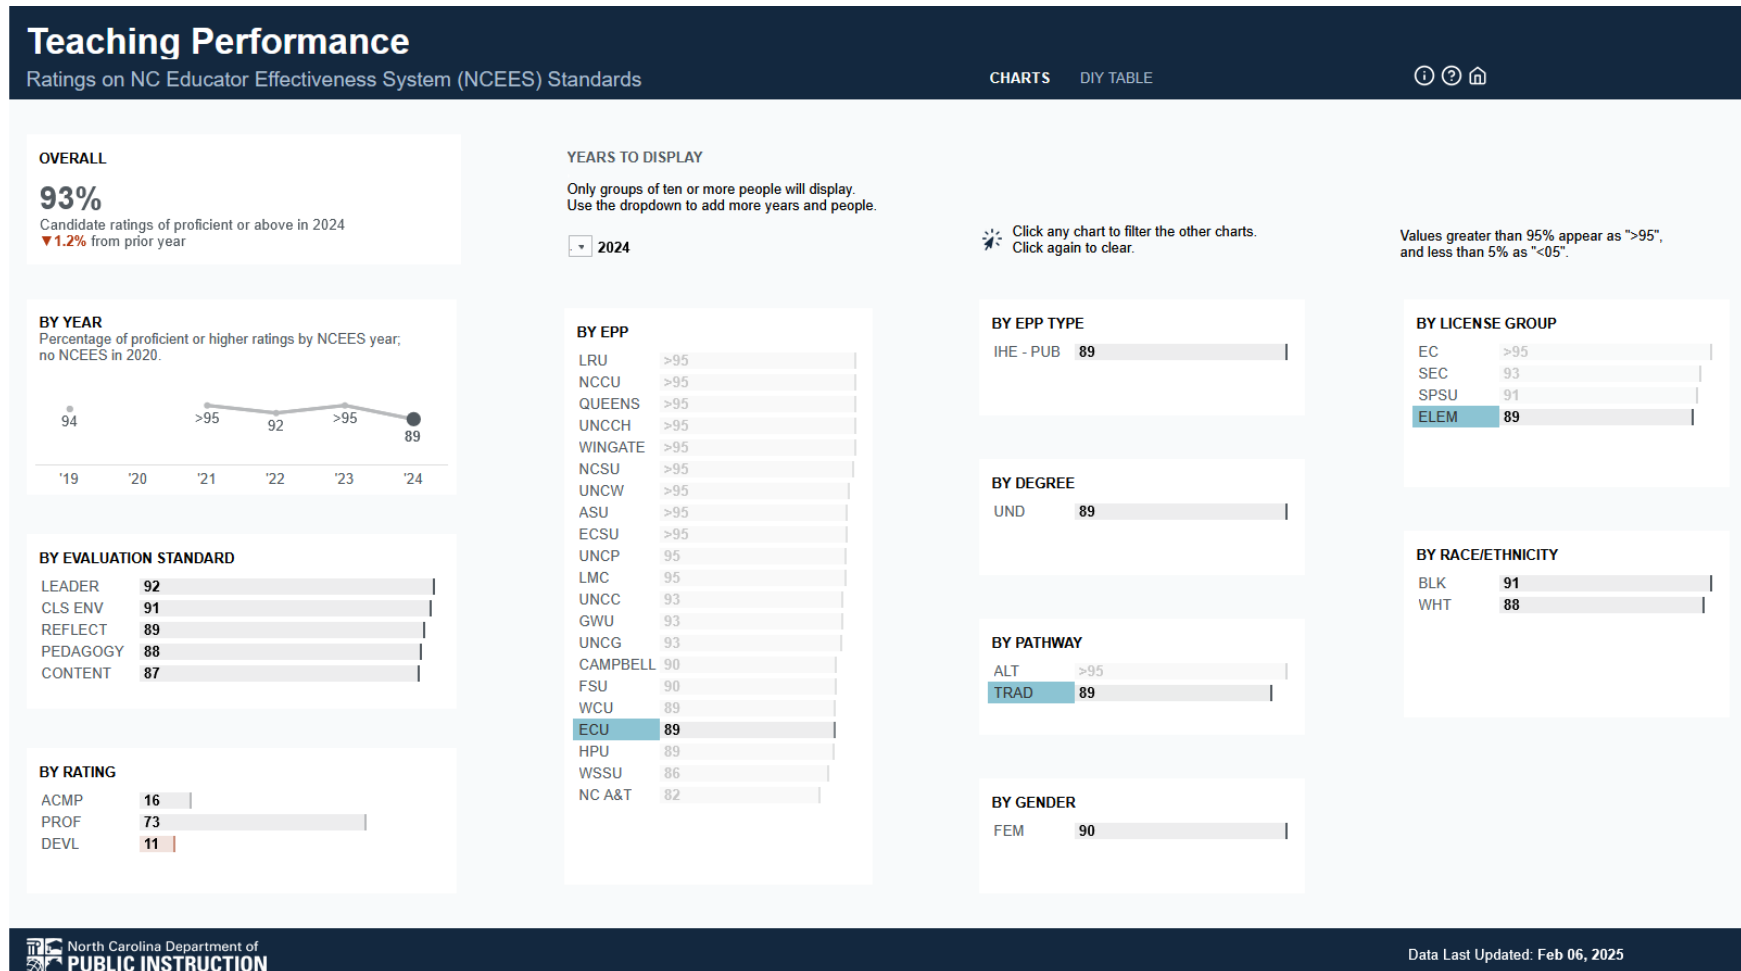 Teaching Performance
Ratings on NC Educator Effectiveness System (NCEES) Standards
CHARTS DIY TABLE
OVERALL
93%
Candidate ratings of proficient or above in 2024
▼1.2% from prior year
YEARS TO DISPLAY
Only groups of ten or more people will display.
Use the dropdown to add more years and people.
2024
Click any chart to filter the other charts.
Click again to clear.
Values greater than 95% appear as ">95",
and less than 5% as "<05".
BY YEAR
Percentage of proficient or higher ratings by NCEES year;
no NCEES in 2020.
94 >95 92 >95 89
'19 '20 '21 '22 '23 '24
BY EVALUATION STANDARD
LEADER 92
CLS ENV 91
REFLECT 89
PEDAGOGY 88
CONTENT 87
BY RATING
ACMP 16
PROF 73
DEVL 11
BY EPP
LRU >95
NCCU >95
QUEENS >95
UNCCH >95
WINGATE >95
NCSU >95
UNCW >95
ASU >95
ECSU >95
UNCP 95
LMC 95
UNCC 93
GWU 93
UNCG 93
CAMPBELL 90
FSU 90
WCU 89
ECU 89
HPU 89
WSSU 86
NC A&T 82
BY EPP TYPE
IHE - PUB 89
BY DEGREE
UND 89
BY PATHWAY
ALT >95
TRAD 89
BY GENDER
FEM 90
BY LICENSE GROUP
EC >95
SEC 93
SPSU 91
ELEM 89
BY RACE/ETHNICITY
BLK 91
WHT 88
North Carolina Department of
PUBLIC INSTRUCTION
Data Last Updated: Feb 06, 2025